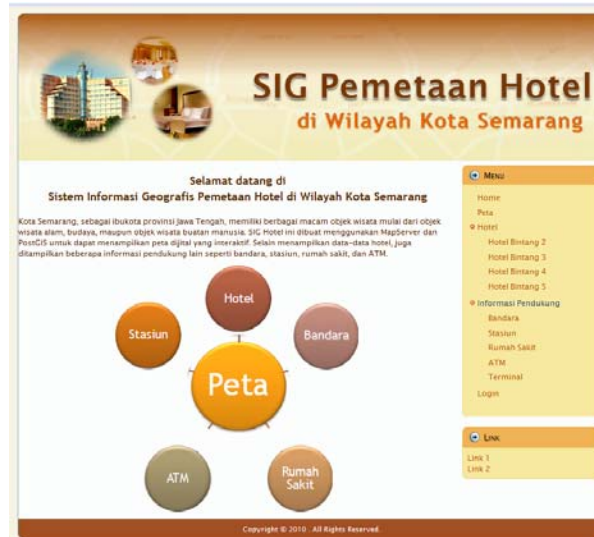 SIG Pemetaan Hotel
di Wilayah Kota Semarang
Selamat datang di
Sistem Informasi Geografis Pemetaan Hotel di Wilayah Kota Semarang
Kota Semarang, sebagai ibukota provinsi Jawa Tengah, memiliki berbagai macam objek wisata mulai dari objek
wisata alam, budaya, maupun objek wisata buatan manusia. SIG Hotel ini dibuat menggunakan MapServer dan
PostGIS untuk dapat menampilkan peta dijital yang interaktif. Selain menampilkan data-data hotel, juga
ditampilkan beberapa informasi pendukung lain seperti bandara, stasiun, rumah sakit, dan ATM.
Hotel
Stasiun
Bandara
Peta
ATM
Rumah
Sakit
MENU
Home
Peta
Hotel
Hotel Bintang 2
Hotel Bintang 3
Hotel Bintang 4
Hotel Bintang 5
Informasi Pendukung
Bandara
Stasiun
Rumah Sakit
ATM
Terminal
Login
LINK
Link 1
Link 2
Copyright © 2010 . All Rights Reserved.